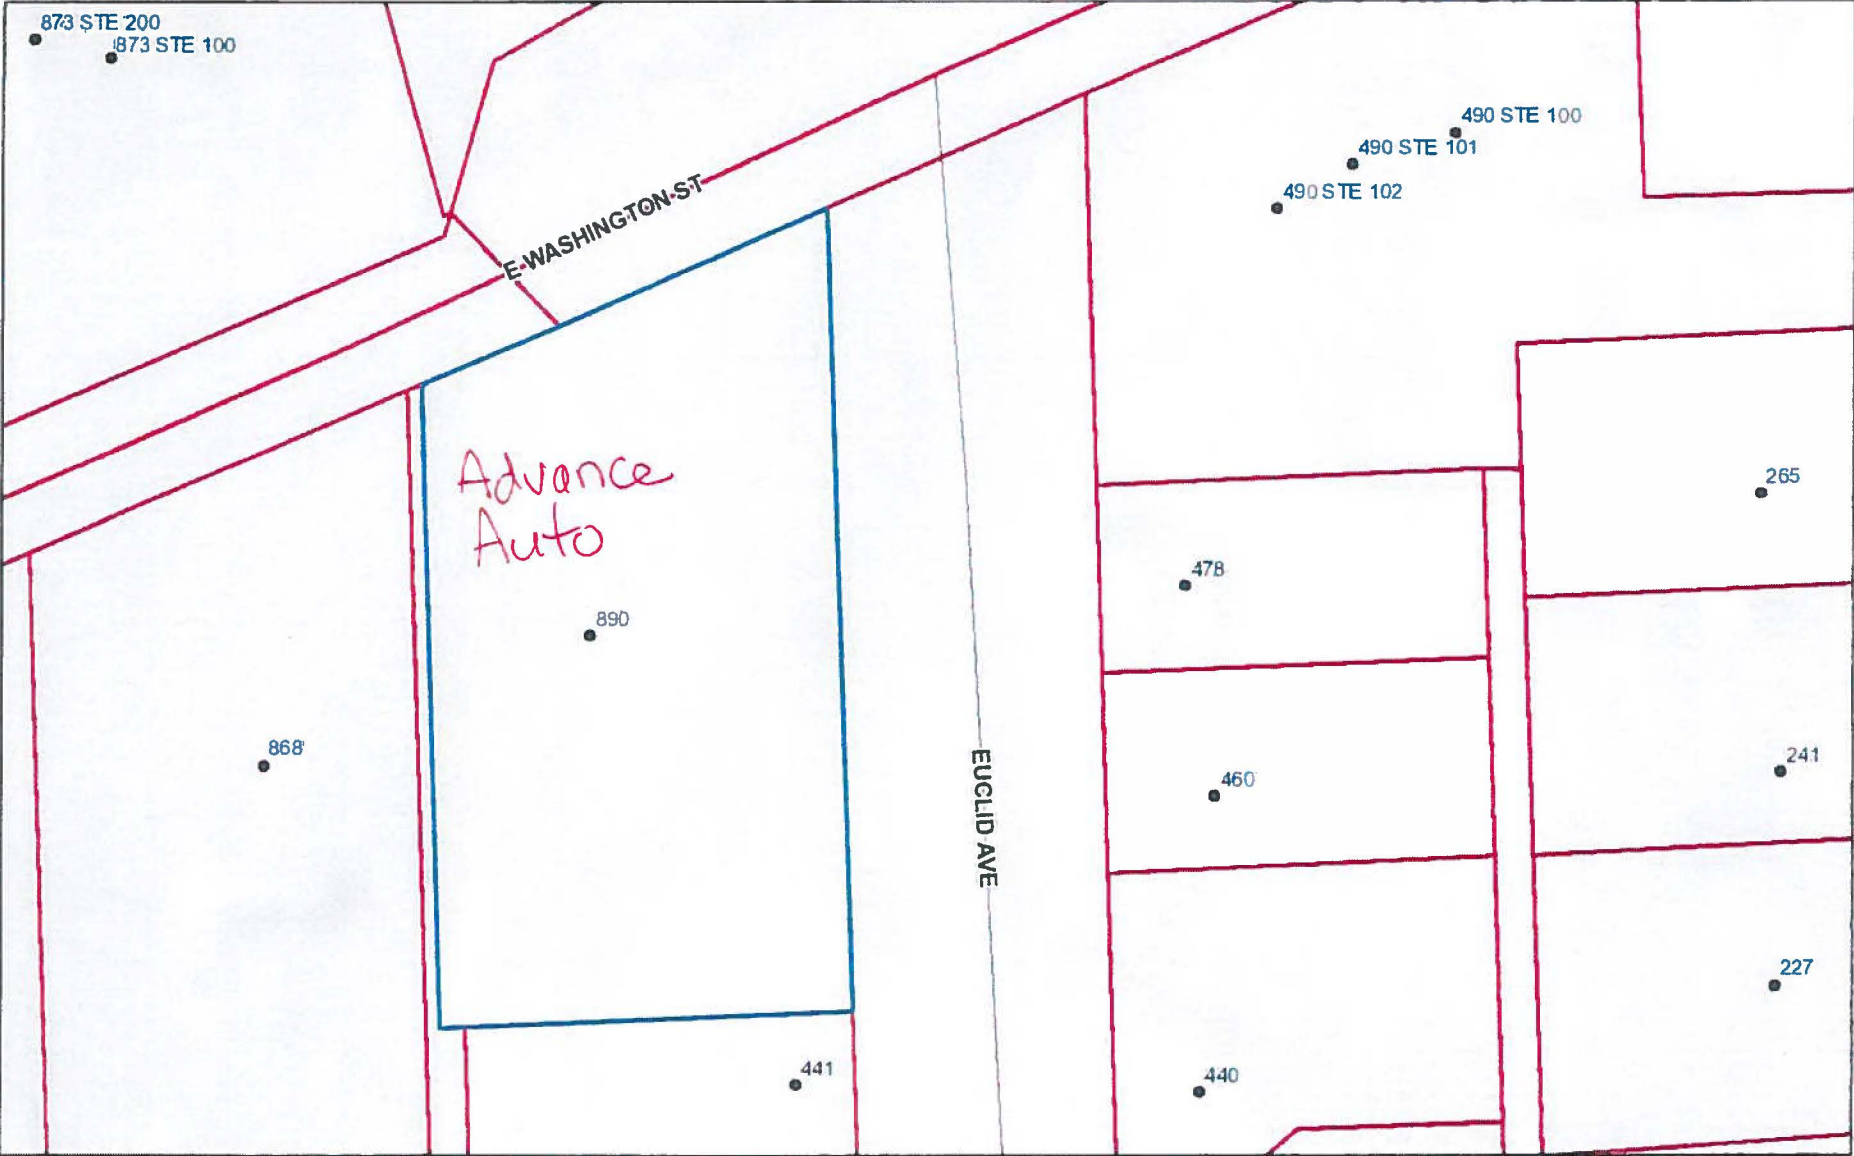 873 STE 200
873 STE 100
490 STE 100
490 STE 101
490 STE 102
E WASHINGTON ST
Advance
Auto
265
478
890
868
241
460
EUCLID AVE
227
441
440